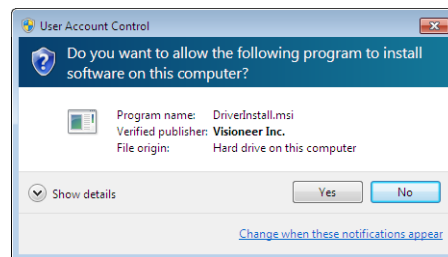 User Account Control
Do you want to allow the following program to install
software on this computer?
Program name: DriverInstall.msi
Verified publisher: Visioneer Inc.
File origin: Hard drive on this computer
Show details
Yes
No
Change when these notifications appear